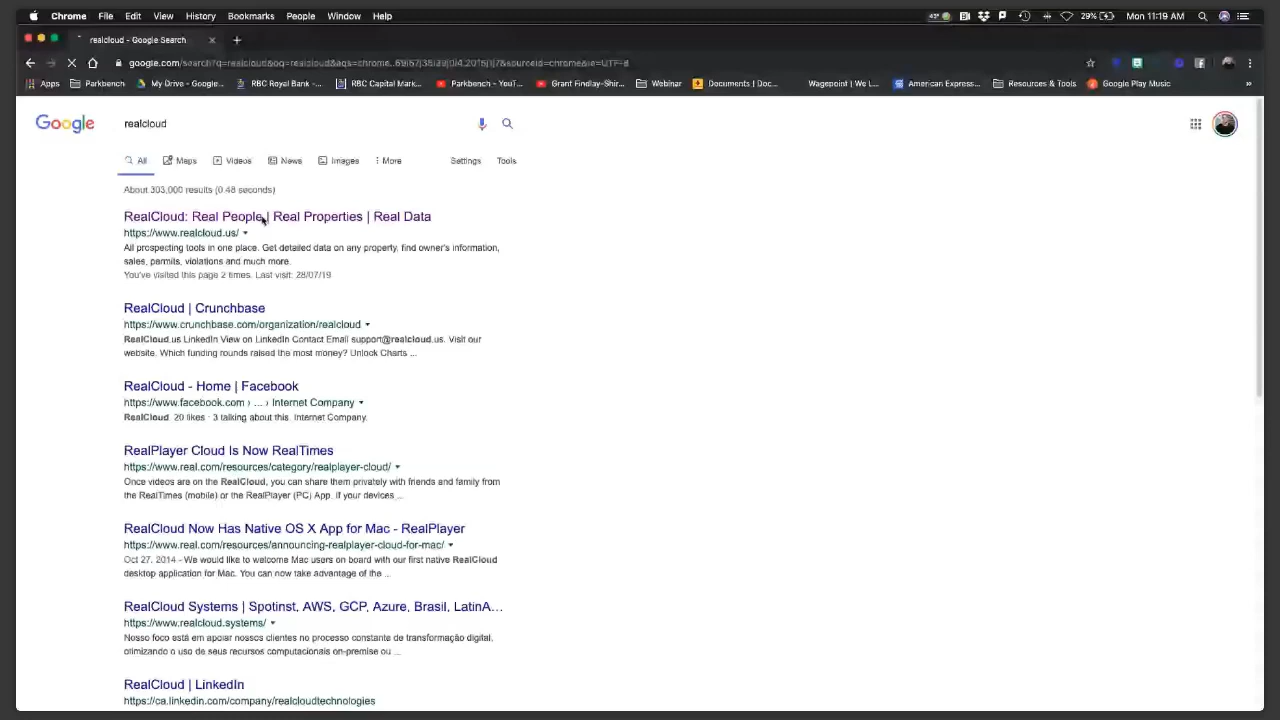 Chrome File Edit View History Bookmarks People Window Help 29% Mon 11:19 AM
realcloud - Google Search
Apps Parkbench My Drive - Google... RBC Royal Bank -... RBC Capital Mark... Parkbench - YouT... Grant Findlay-Shir... Webinar Documents | Doc... Wagepoint | We L... American Express... Resources & Tools Google Play Music »
Google realcloud
All Maps Videos News Images More Settings Tools
About 303,000 results (0.48 seconds)
RealCloud: Real People | Real Properties | Real Data
https://www.realcloud.us/
All prospecting tools in one place. Get detailed data on any property, find owner's information,
sales, permits, violations and much more.
You've visited this page 2 times. Last visit: 28/07/19
RealCloud | Crunchbase
https://www.crunchbase.com/organization/realcloud
RealCloud.us LinkedIn View on LinkedIn Contact Email support@realcloud.us. Visit our
website. Which funding rounds raised the most money? Unlock Charts ...
RealCloud - Home | Facebook
https://www.facebook.com › ... › Internet Company
RealCloud. 20 likes · 3 talking about this. Internet Company.
RealPlayer Cloud Is Now RealTimes
https://www.real.com/resources/category/realplayer-cloud/
Once videos are on the RealCloud, you can share them privately with friends and family from
the RealTimes (mobile) or the RealPlayer (PC) App. If your devices ...
RealCloud Now Has Native OS X App for Mac - RealPlayer
https://www.real.com/resources/announcing-realplayer-cloud-for-mac/
Oct 27, 2014 - We would like to welcome Mac users on board with our first native RealCloud
desktop application for Mac. You can now take advantage of the ...
RealCloud Systems | Spotinst, AWS, GCP, Azure, Brasil, LatinA...
https://www.realcloud.systems/
Nosso foco está em apoiar nossos clientes no processo constante de transformação digital,
otimizando o uso de seus recursos computacionais on-premise ou ...
RealCloud | LinkedIn
https://ca.linkedin.com/company/realcloudtechnologies